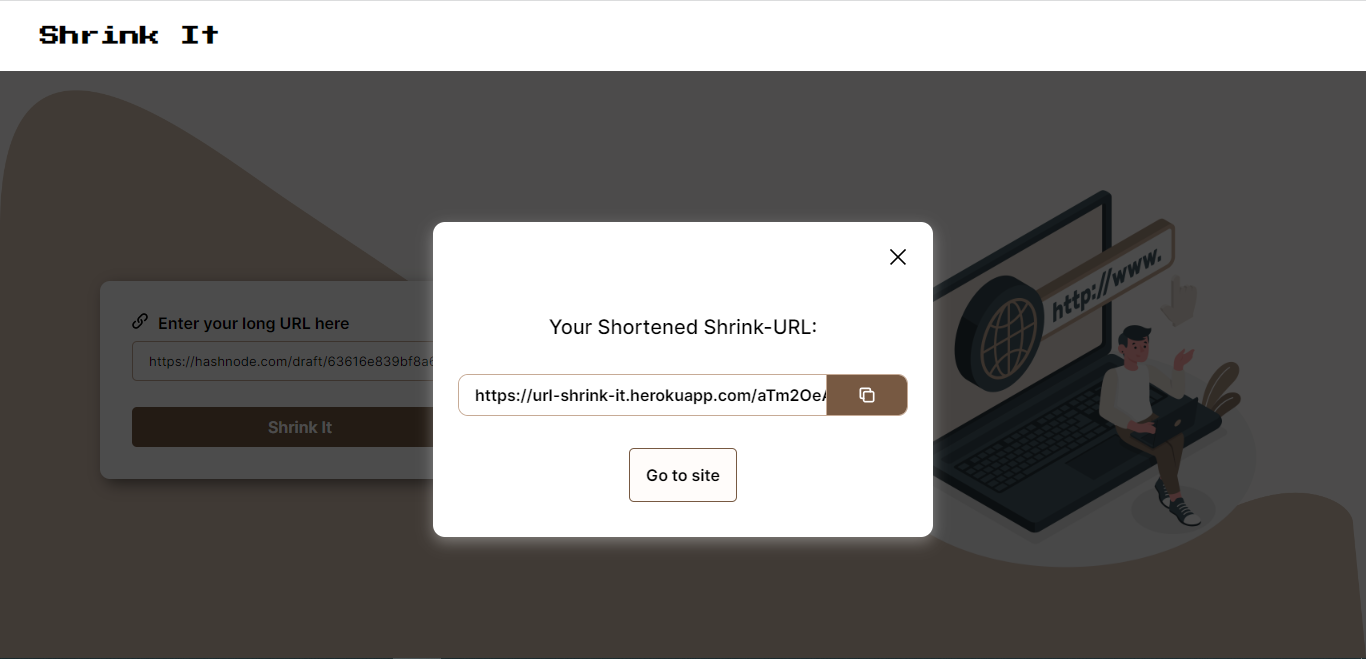 Shrink It
Enter your long URL here
https://hashnode.com/draft/63616e839bf8a
Shrink It
Your Shortened Shrink-URL:
https://url-shrink-it.herokuapp.com/aTm2Oe
Go to site
http://www.